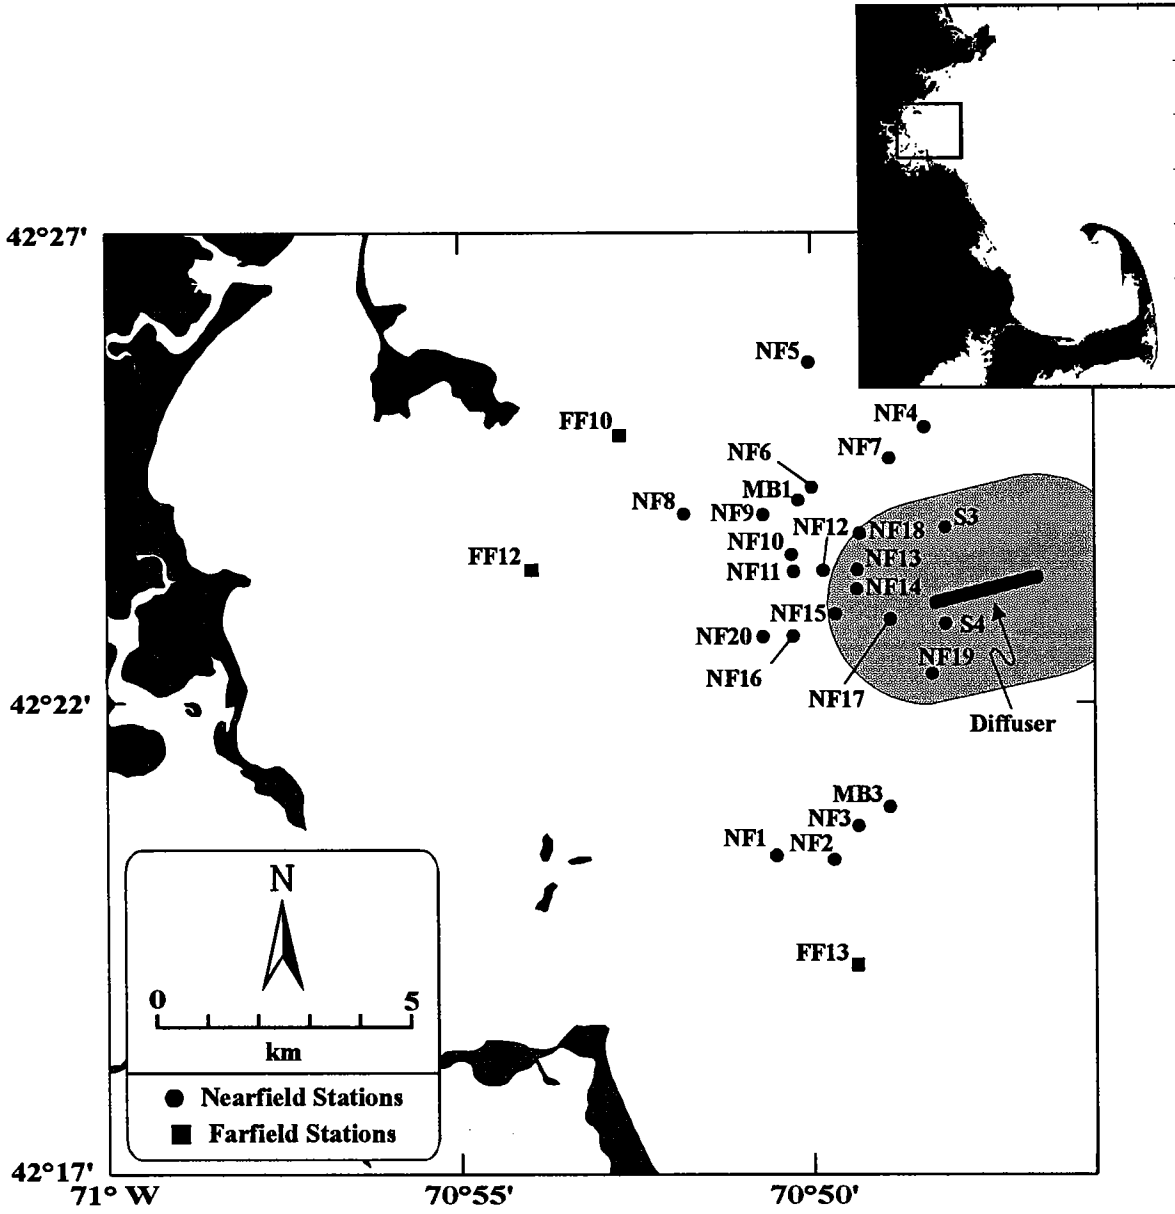 42°27'
NF5
NF4
FF10
NF7
NF6
MB1
NF8
NF9
S3
NF12
NF18
NF10
FF12
NF11
NF13
NF14
NF15
S4
NF20
NF19
NF16
NF17
42°22'
Diffuser
MB3
NF3
NF1
NF2
N
FF13
0 5
km
Nearfield Stations
Farfield Stations
42°17'
71° W
70°55'
70°50'